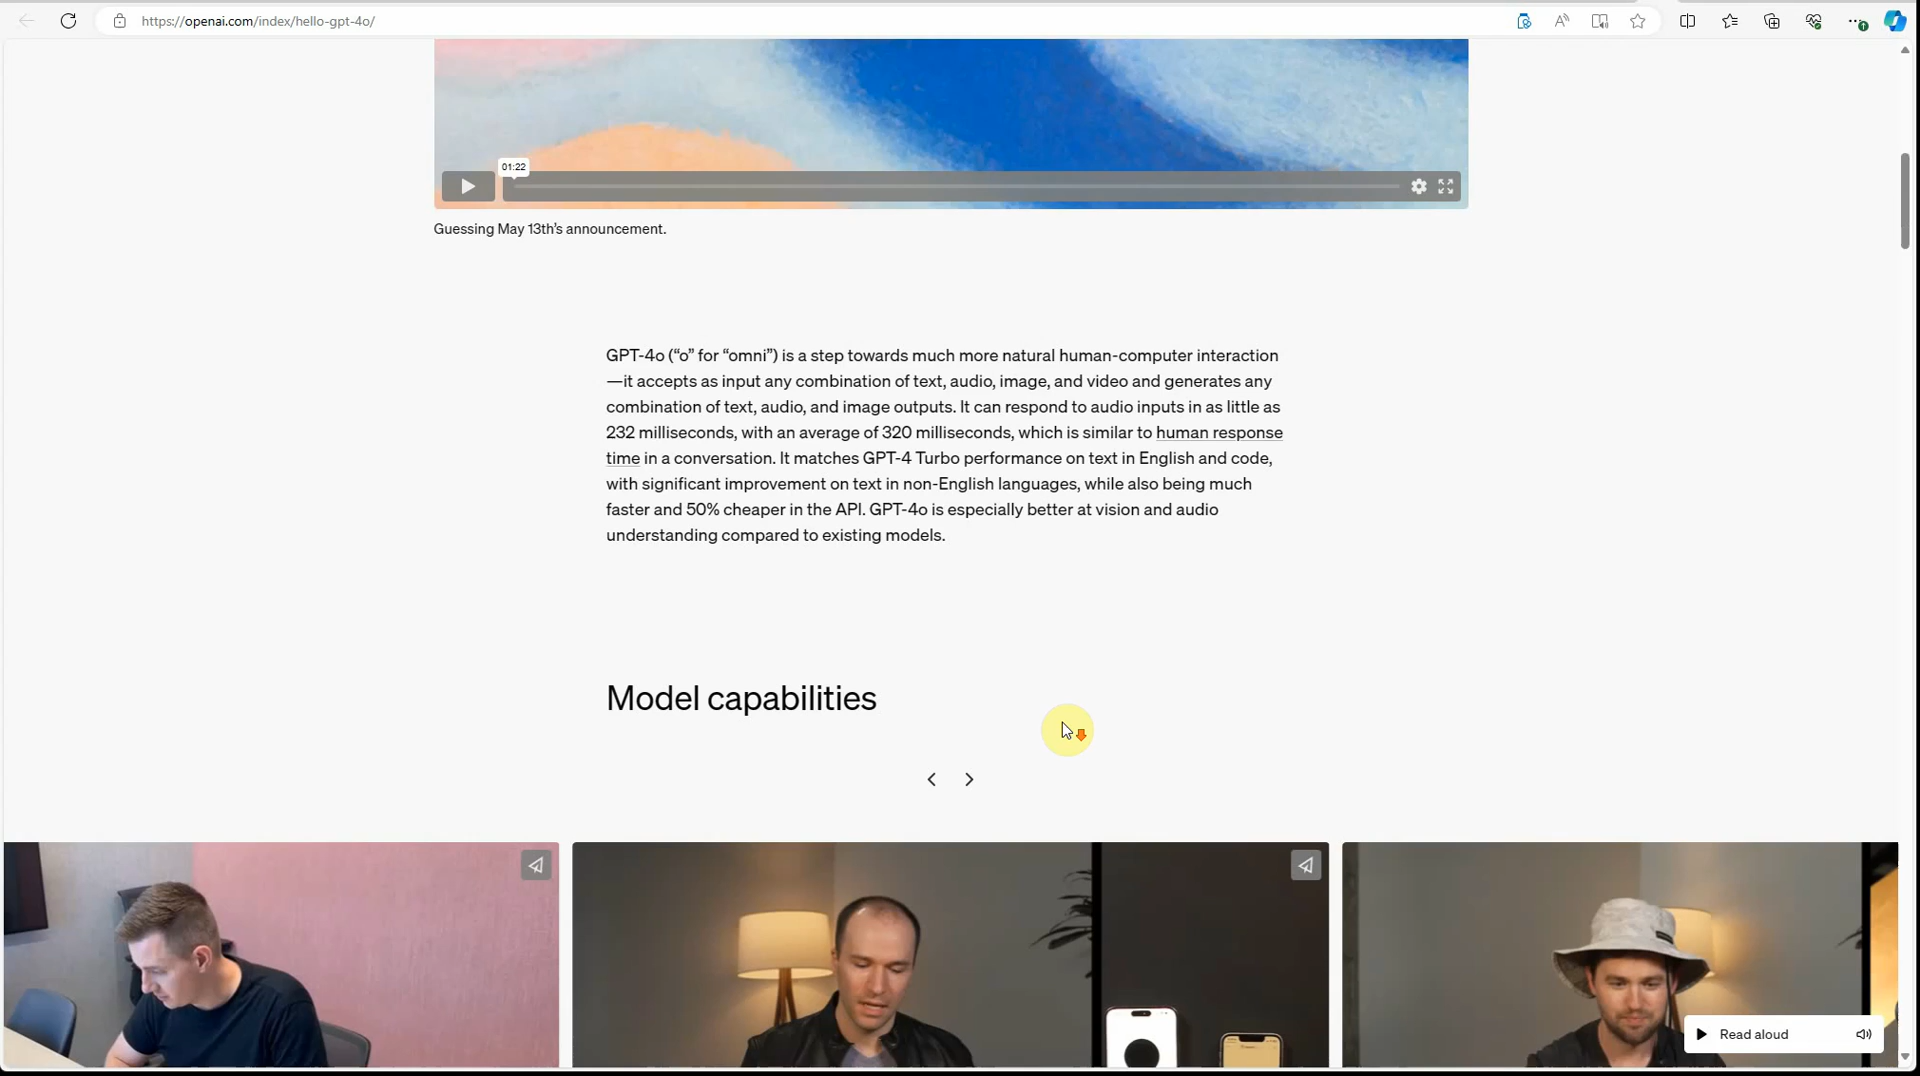 https://openai.com/index/hello-gpt-4o/
01:22
Guessing May 13th’s announcement.
GPT-4o (“o” for “omni”) is a step towards much more natural human-computer interaction
—it accepts as input any combination of text, audio, image, and video and generates any
combination of text, audio, and image outputs. It can respond to audio inputs in as little as
232 milliseconds, with an average of 320 milliseconds, which is similar to human response
time in a conversation. It matches GPT-4 Turbo performance on text in English and code,
with significant improvement on text in non-English languages, while also being much
faster and 50% cheaper in the API. GPT-4o is especially better at vision and audio
understanding compared to existing models.
Model capabilities
Read aloud